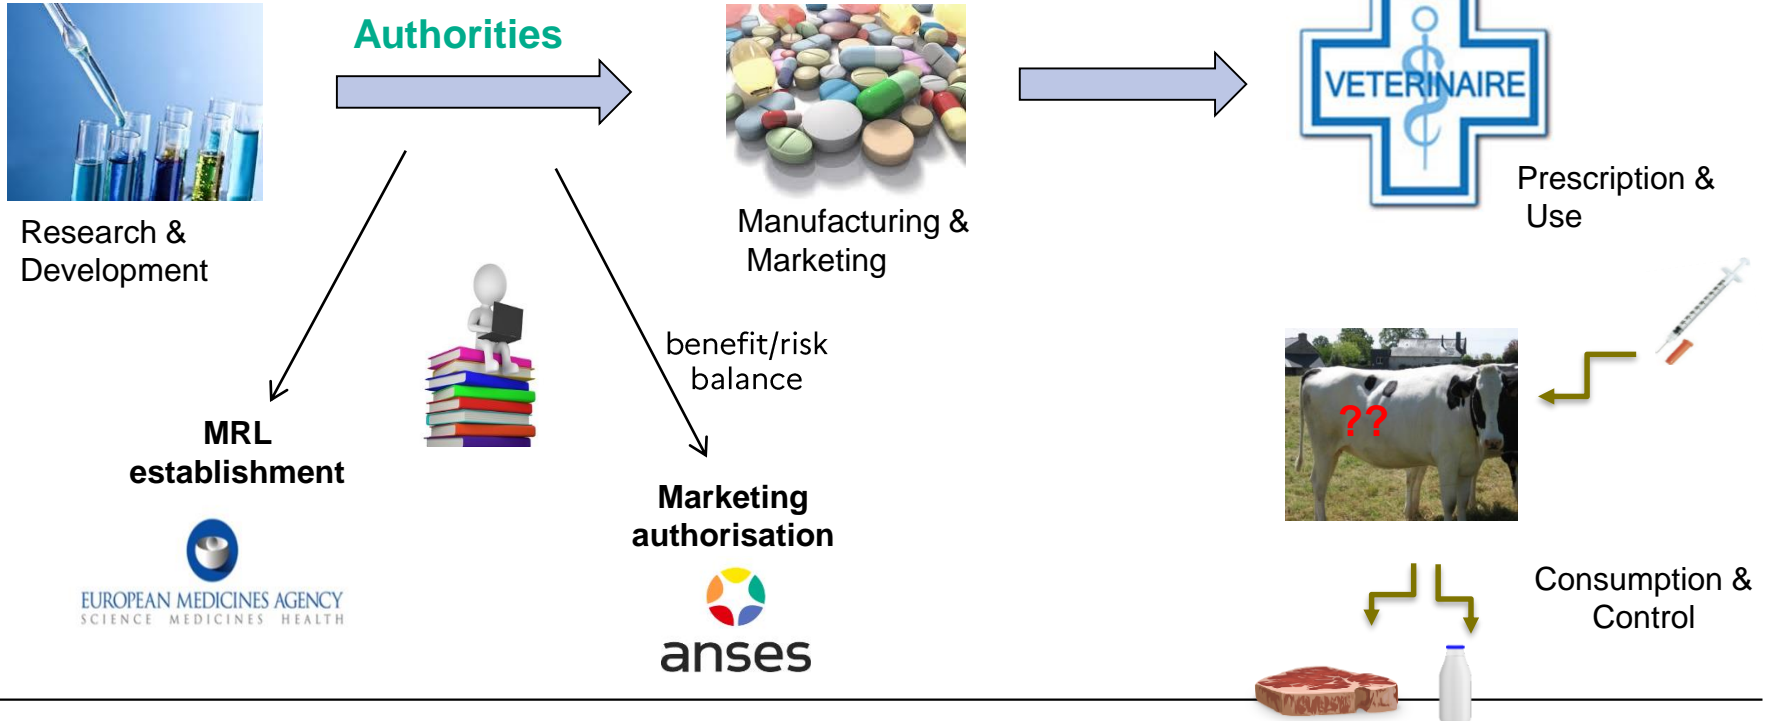 Authorities
VETERINAIRE
Research &
Development
Manufacturing &
Marketing
Prescription &
Use
benefit/risk
balance
??
MRL
establishment
Marketing
authorisation
EUROPEAN MEDICINES AGENCY
SCIENCE MEDICINES HEALTH
anses
Consumption &
Control